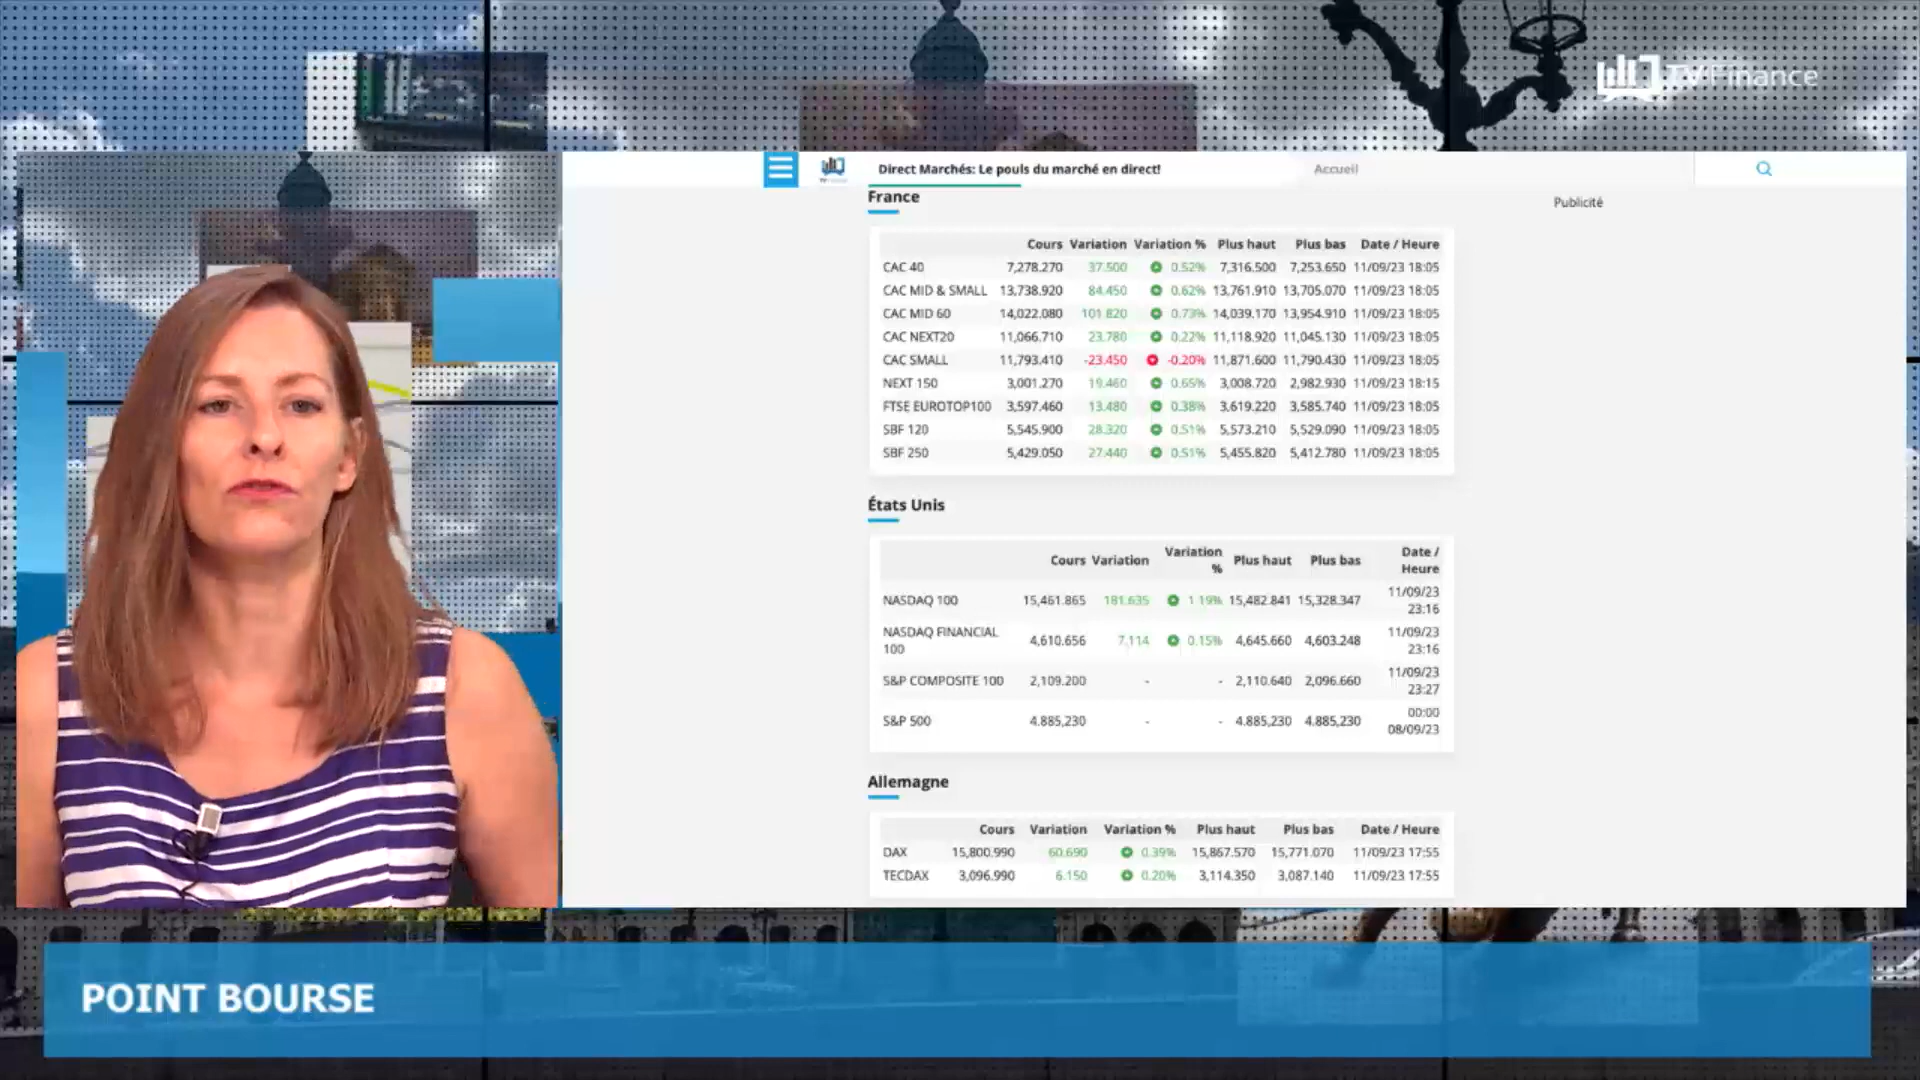 TV Finance
Direct Marchés: Le pouls du marché en direct! Accueil
France
Publicité
Cours Variation Variation % Plus haut Plus bas Date / Heure
CAC 40 7,278.270 37.500 0.52% 7,316.500 7,253.650 11/09/23 18:05
CAC MID & SMALL 13,738.920 84.450 0.62% 13,761.910 13,705.070 11/09/23 18:05
CAC MID 60 14,022.080 101.820 0.73% 14,039.170 13,954.910 11/09/23 18:05
CAC NEXT20 11,066.710 23.780 0.22% 11,118.920 11,045.130 11/09/23 18:05
CAC SMALL 11,793.410 -23.450 -0.20% 11,871.600 11,790.430 11/09/23 18:05
NEXT 150 3,001.270 19.460 0.65% 3,008.720 2,982.930 11/09/23 18:15
FTSE EUROTOP100 3,597.460 13.480 0.38% 3,619.220 3,585.740 11/09/23 18:05
SBF 120 5,545.900 28.320 0.51% 5,573.210 5,529.090 11/09/23 18:05
SBF 250 5,429.050 27.440 0.51% 5,455.820 5,412.780 11/09/23 18:05
États Unis
Cours Variation Variation % Plus haut Plus bas Date / Heure
NASDAQ 100 15,461.865 181.635 1.19% 15,482.841 15,328.347 11/09/23 23:16
NASDAQ FINANCIAL 100 4,610.656 7.114 0.15% 4,645.660 4,603.248 11/09/23 23:16
S&P COMPOSITE 100 2,109.200 - - 2,110.640 2,096.660 11/09/23 23:27
S&P 500 4.885,230 - - 4.885,230 4.885,230 00:00 08/09/23
Allemagne
Cours Variation Variation % Plus haut Plus bas Date / Heure
DAX 15,800.990 60.690 0.39% 15,867.570 15,771.070 11/09/23 17:55
TECDAX 3,096.990 6.150 0.20% 3,114.350 3,087.140 11/09/23 17:55
POINT BOURSE